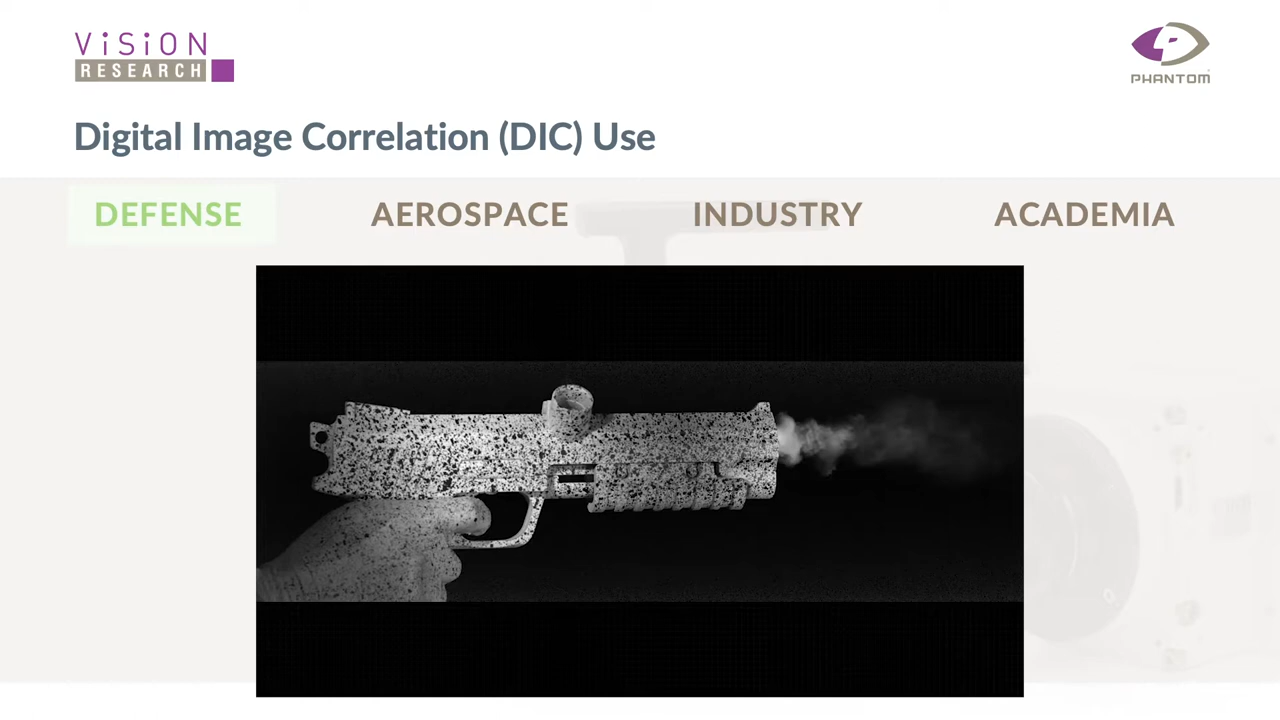 ViSiON
RESEARCH
PHANTOM
Digital Image Correlation (DIC) Use
DEFENSE
AEROSPACE
INDUSTRY
ACADEMIA